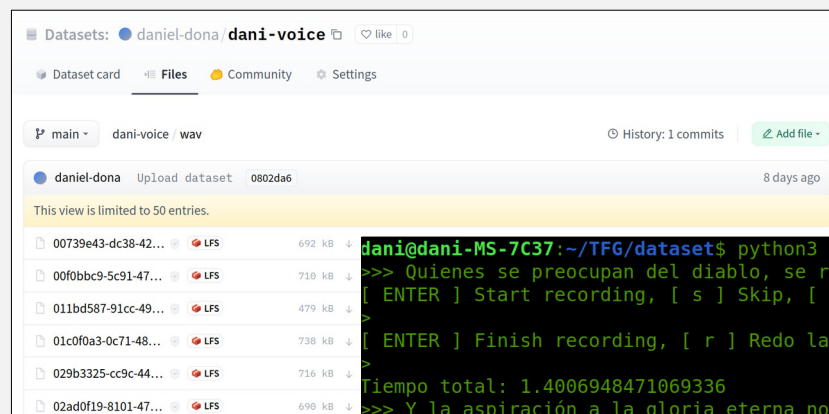 Datasets: daniel-dona/dani-voice like 0
Dataset card Files Community Settings
main dani-voice / wav History: 1 commits Add file
daniel-dona Upload dataset 0802da6 8 days ago
This view is limited to 50 entries.
00739e43-dc38-42... LFS 692 kB
00f0bbc9-5c91-47... LFS 710 kB
011bd587-91cc-49... LFS 479 kB
01c0f0a3-0c71-48... LFS 738 kB
029b3325-cc9c-44... LFS 716 kB
02ad0f19-8101-47... LFS 690 kB
dani@dani-MS-7C37:~/TFG/dataset$ python3
>>> Quienes se preocupan del diablo, se r
[ ENTER ] Start recording, [ s ] Skip, [
>
[ ENTER ] Finish recording, [ r ] Redo la
>
Tiempo total: 1.4006948471069336
>>> Y la aspiración a la gloria eterna no